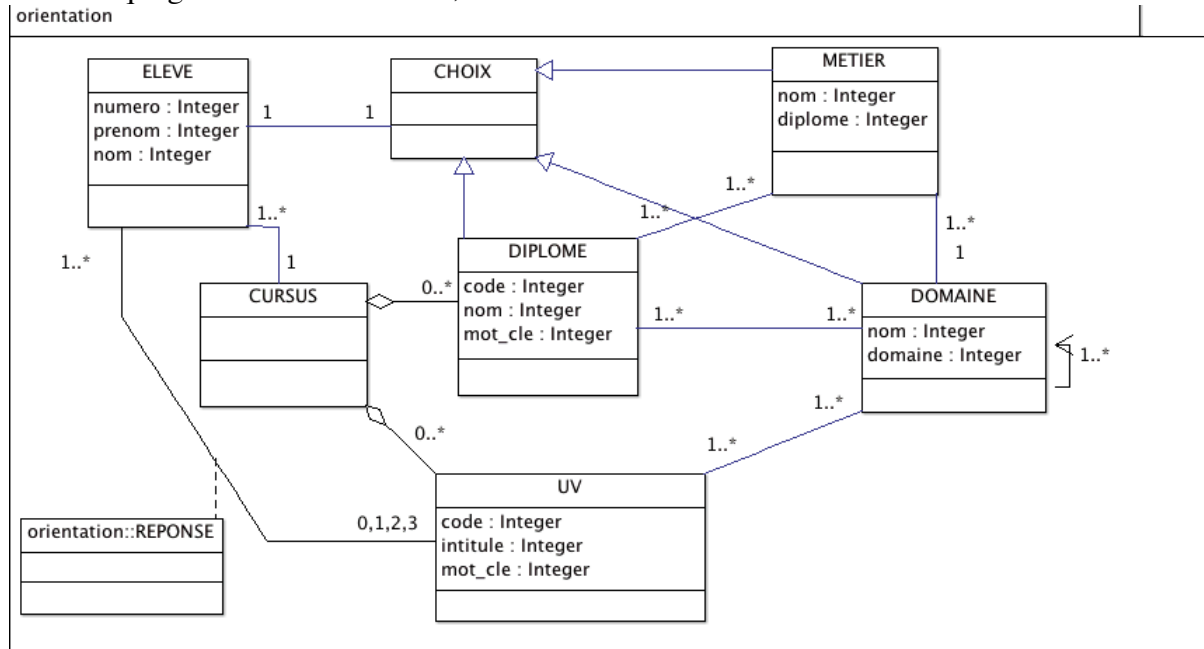 orientation
ELEVE
numero : Integer
prenom : Integer
nom : Integer
1
1
CHOIX
METIER
nom : Integer
diplome : Integer
1..*
1..*
1..*
1
1..*
1
1..*
CURSUS
0..*
DIPLOME
code : Integer
nom : Integer
mot_cle : Integer
1..*
1..*
DOMAINE
nom : Integer
domaine : Integer
1..*
0..*
1..*
1..*
UV
code : Integer
intitule : Integer
mot_cle : Integer
0,1,2,3
orientation::REPONSE